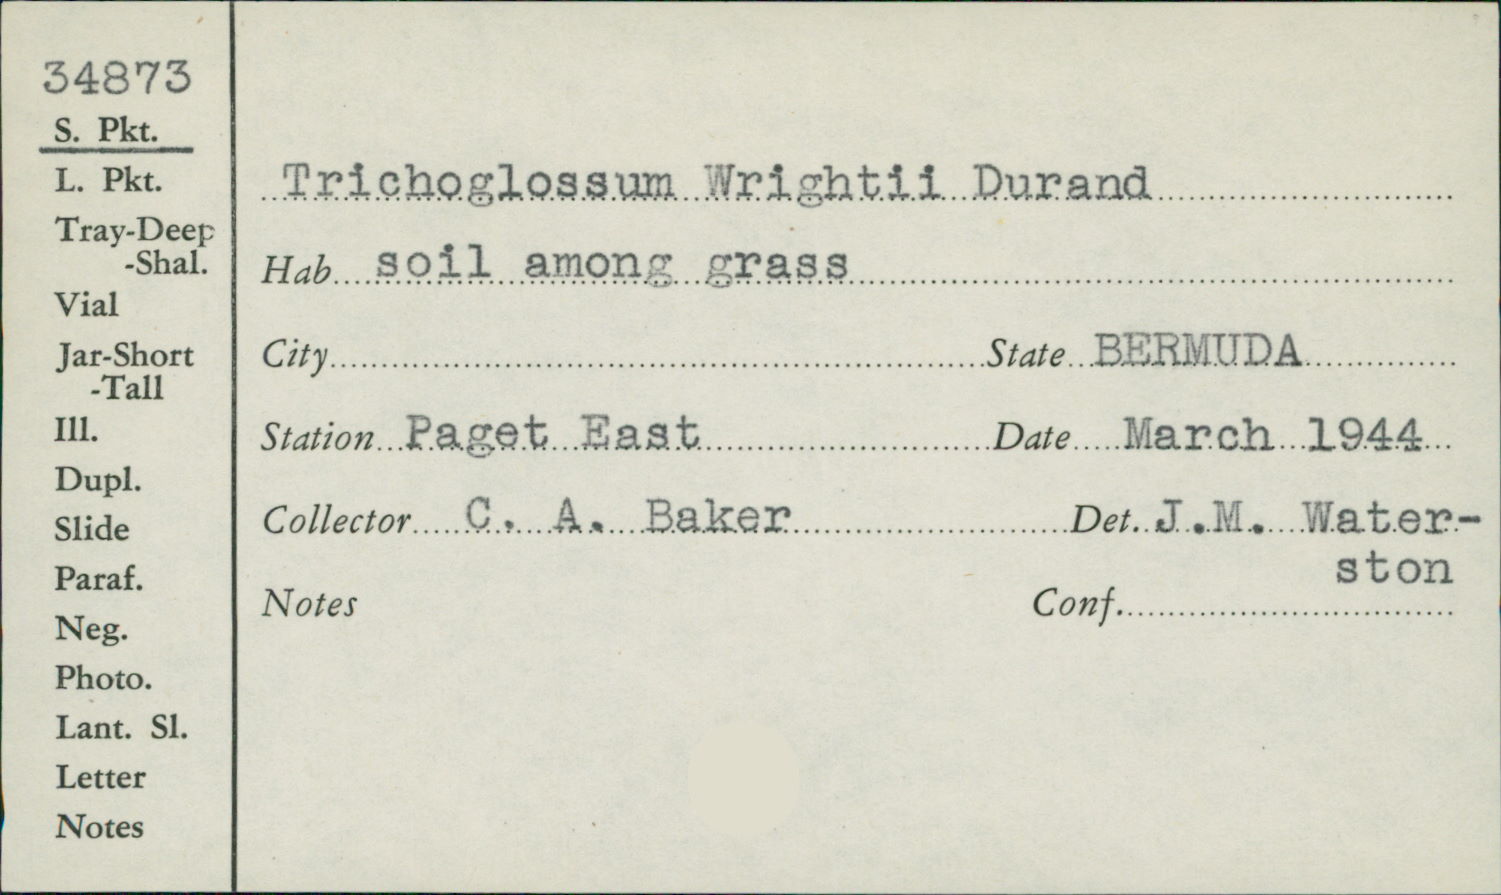 34873
S. Pkt.
L. Pkt.
Tray-Deep
-Shal.
Vial
Jar-Short
-Tall
Ill.
Dupl.
Slide
Paraf.
Neg.
Photo.
Lant. Sl.
Letter
Notes
Trichoglossum Wrightii Durand
Hab. soil among grass
City State BERMUDA
Station Paget East Date March 1944
Collector C. A. Baker Det. J.M. Water-
ston
Notes Conf.